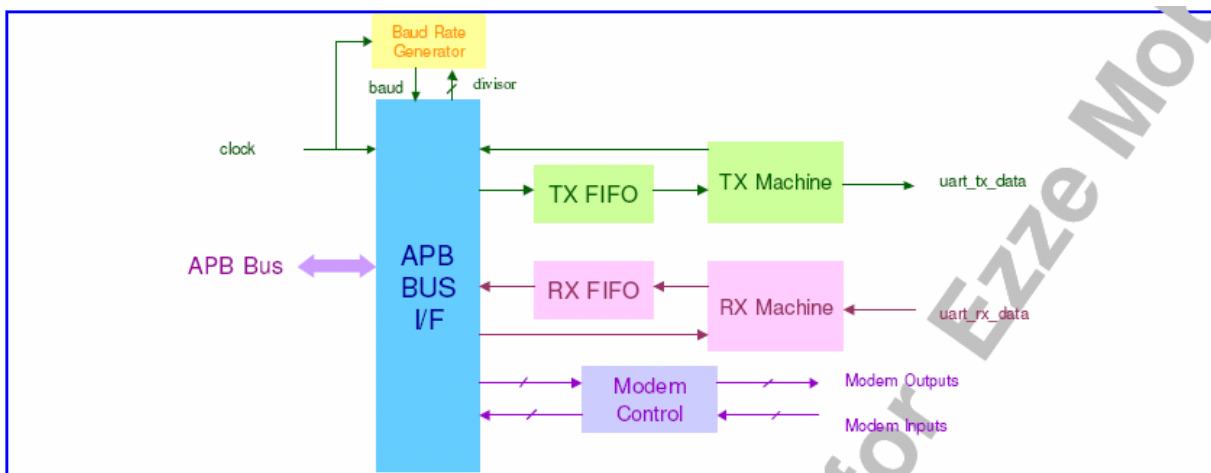 Baud Rate
Generator
baud
divisor
clock
TX FIFO
TX Machine
uart_tx_data
APB Bus
APB
BUS
I/F
RX FIFO
RX Machine
uart_rx_data
Modem
Control
Modem Outputs
Modem Inputs
for Ezze Mob